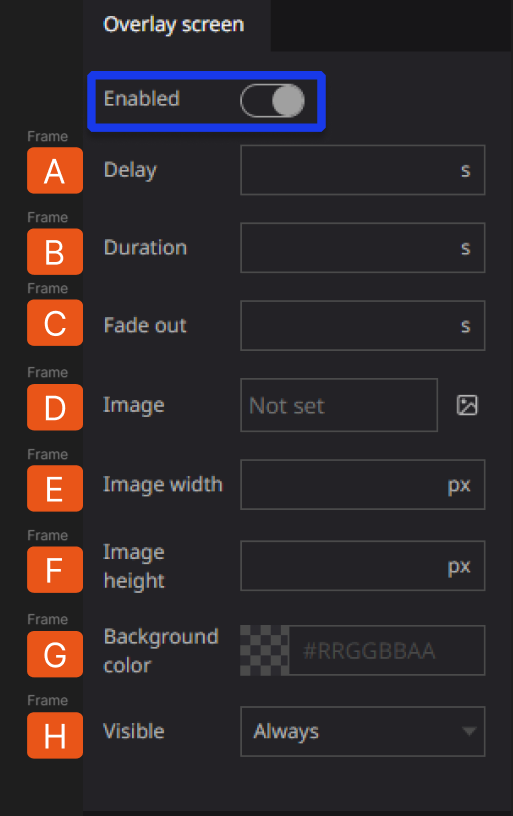 Overlay screen
Enabled
Frame
A Delay s
Frame
B Duration s
Frame
C Fade out s
Frame
D Image Not set
Frame
E Image width px
Frame
F Image height px
Frame
G Background color #RRGGBBAA
Frame
H Visible Always